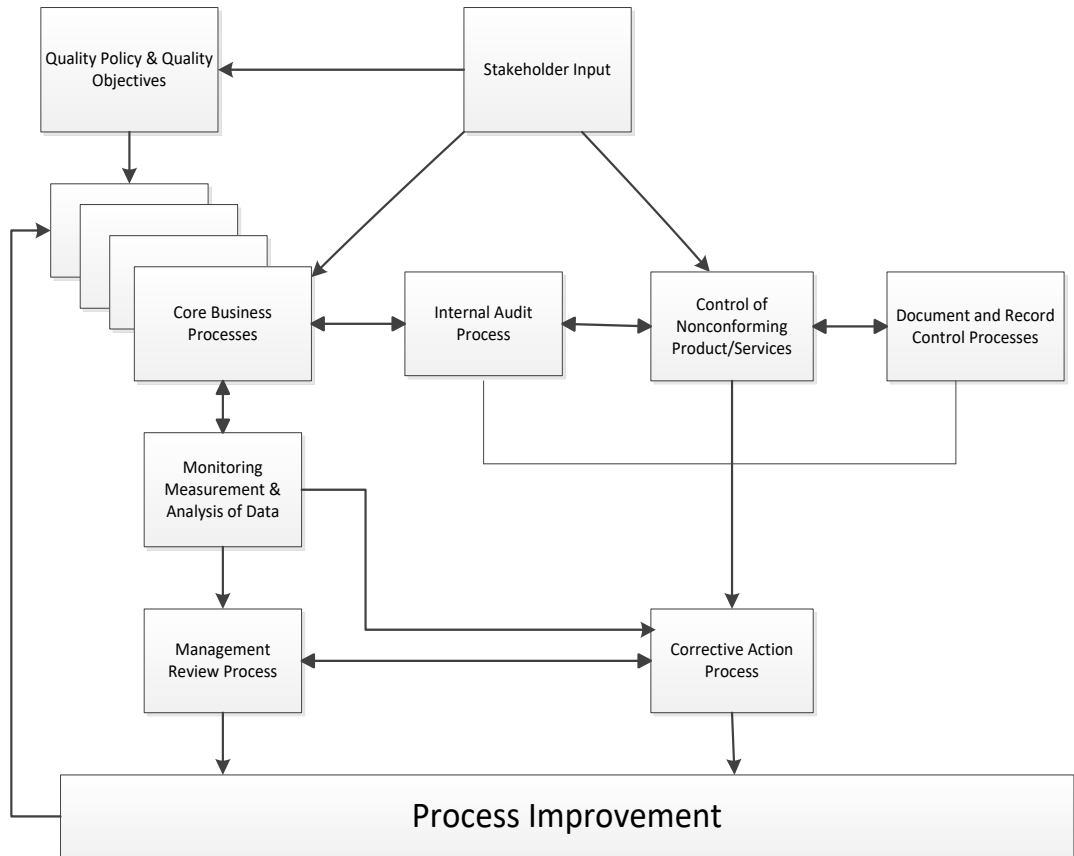 Quality Policy & Quality
Objectives
Stakeholder Input
Core Business
Processes
Internal Audit
Process
Control of
Nonconforming
Product/Services
Document and Record
Control Processes
Monitoring
Measurement &
Analysis of Data
Management
Review Process
Corrective Action
Process
Process Improvement